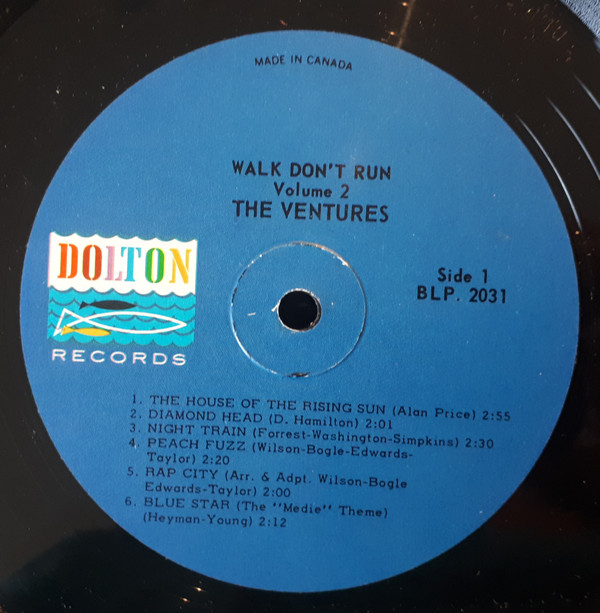 MADE IN CANADA
WALK DON'T RUN
Volume 2
THE VENTURES
DOLTON
RECORDS
Side 1
BLP. 2031
1. THE HOUSE OF THE RISING SUN (Alan Price) 2:55
2. DIAMOND HEAD (D. Hamilton) 2:01
3. NIGHT TRAIN (Forrest-Washington-Simpkins) 2:30
4. PEACH FUZZ (Wilson-Bogle-Edwards-
Taylor) 2:20
5. RAP CITY (Arr. & Adpt. Wilson-Bogle
Edwards-Taylor) 2:00
6. BLUE STAR (The "Medie" Theme)
(Heyman-Young) 2:12